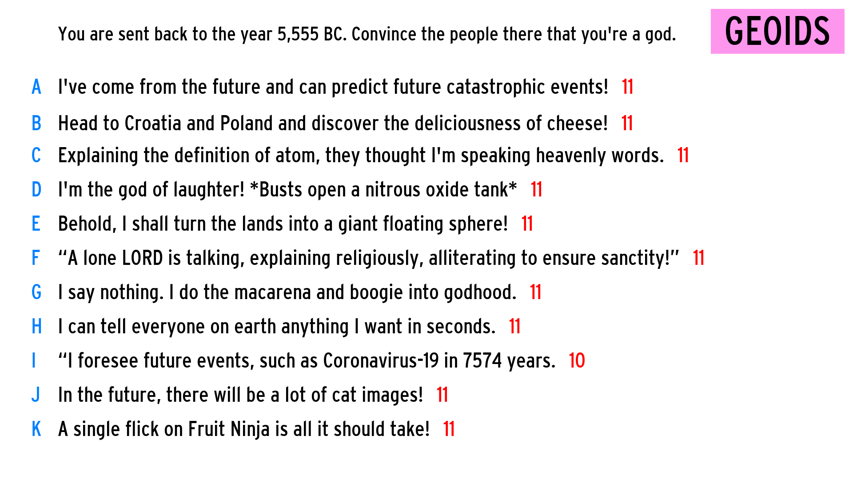 You are sent back to the year 5,555 BC. Convince the people there that you're a god.
GEOIDS
A I've come from the future and can predict future catastrophic events! 11
B Head to Croatia and Poland and discover the deliciousness of cheese! 11
C Explaining the definition of atom, they thought I'm speaking heavenly words. 11
D I'm the god of laughter! *Busts open a nitrous oxide tank* 11
E Behold, I shall turn the lands into a giant floating sphere! 11
F “A lone LORD is talking, explaining religiously, alliterating to ensure sanctity!” 11
G I say nothing. I do the macarena and boogie into godhood. 11
H I can tell everyone on earth anything I want in seconds. 11
I “I foresee future events, such as Coronavirus-19 in 7574 years. 10
J In the future, there will be a lot of cat images! 11
K A single flick on Fruit Ninja is all it should take! 11